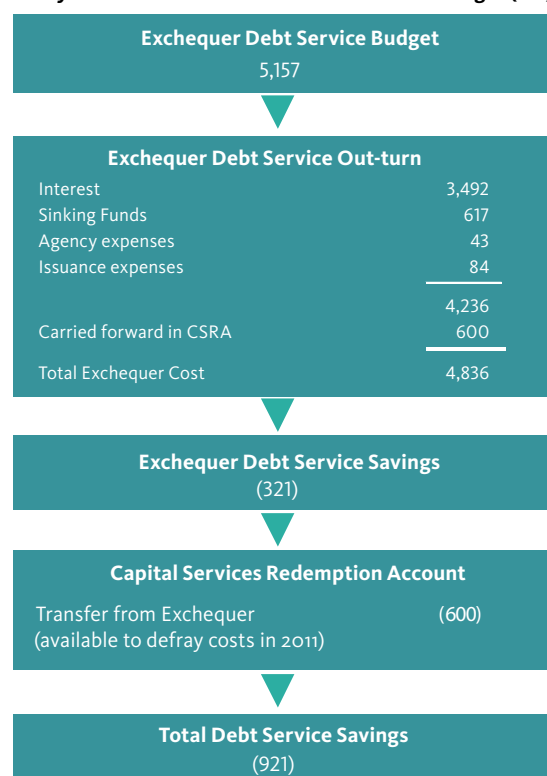 Exchequer Debt Service Budget
5,157
Exchequer Debt Service Out-turn
Interest 3,492
Sinking Funds 617
Agency expenses 43
Issuance expenses 84
4,236
Carried forward in CSRA 600
Total Exchequer Cost 4,836
Exchequer Debt Service Savings
(321)
Capital Services Redemption Account
Transfer from Exchequer (600)
(available to defray costs in 2011)
Total Debt Service Savings
(921)